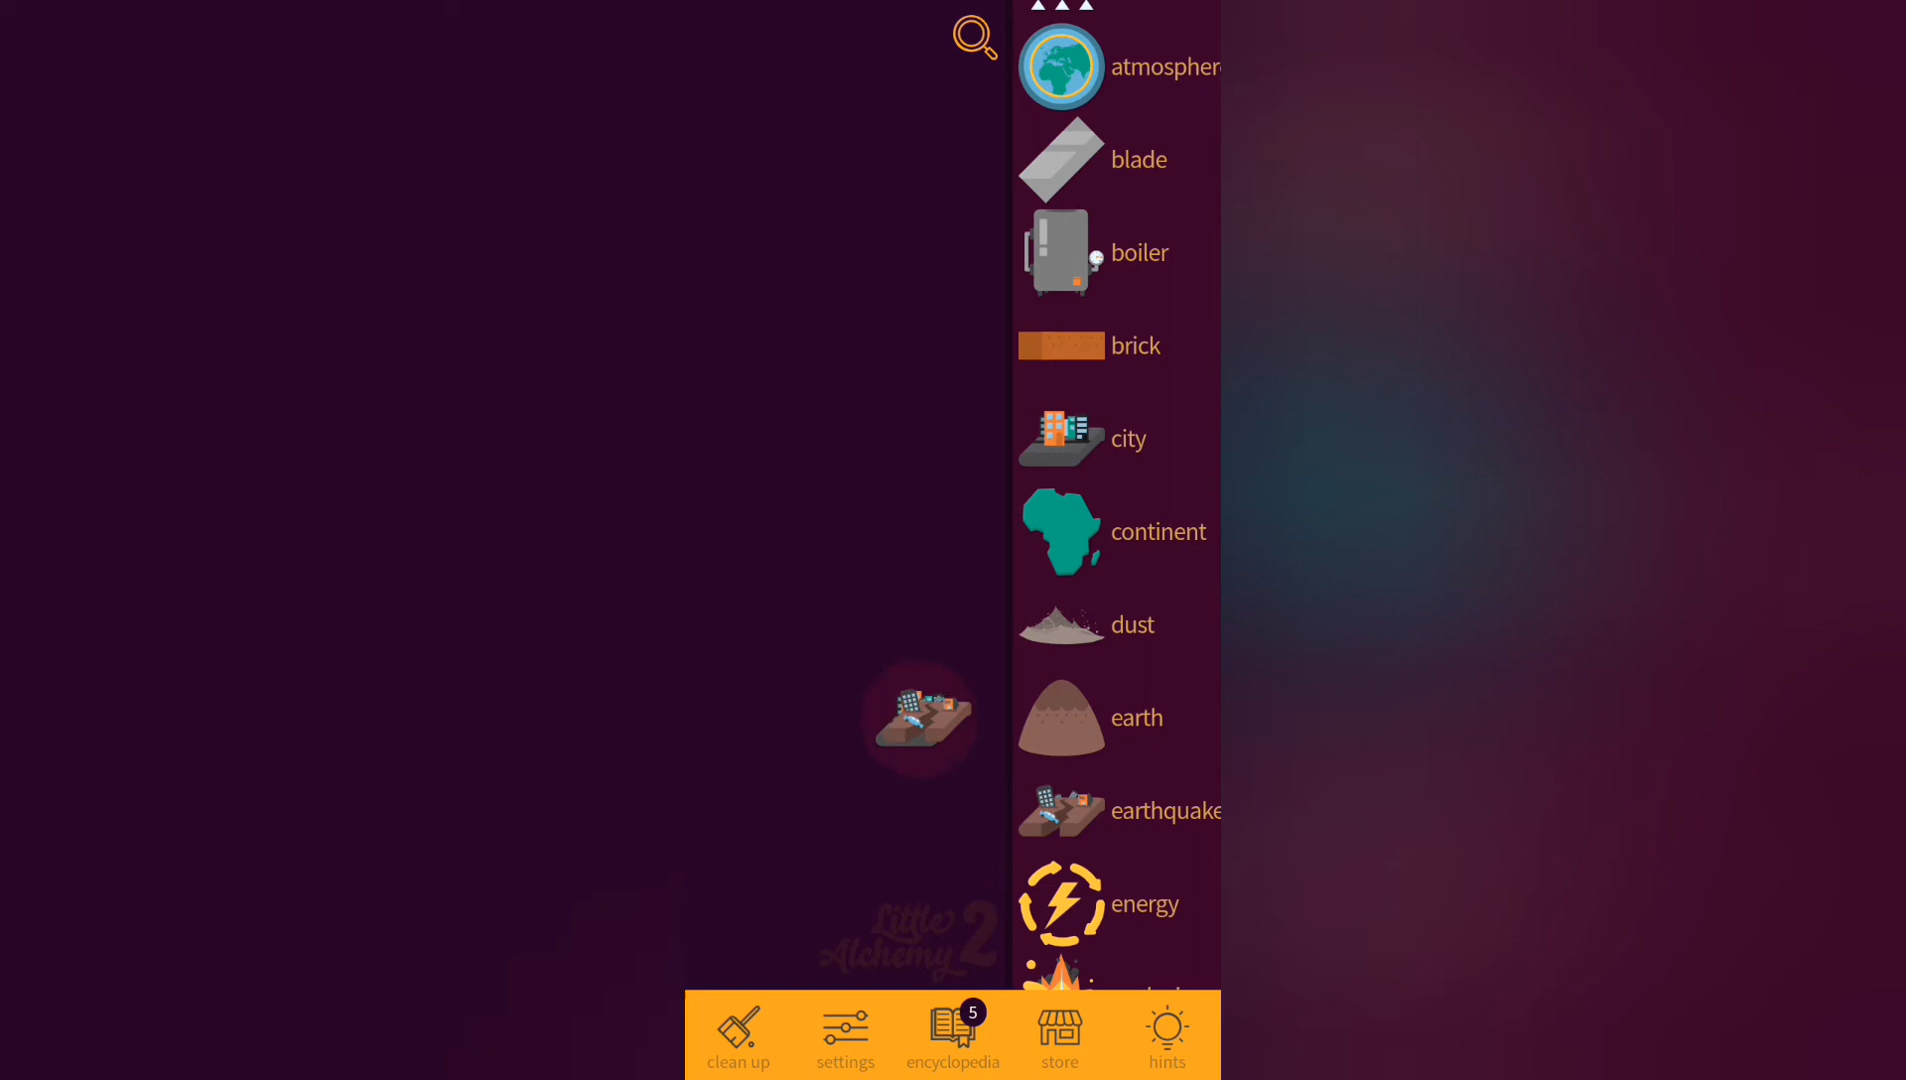 atmospher
blade
boiler
brick
city
continent
dust
earth
earthquake
energy
Little
Alchemy 2
5
clean up
settings
encyclopedia
store
hints